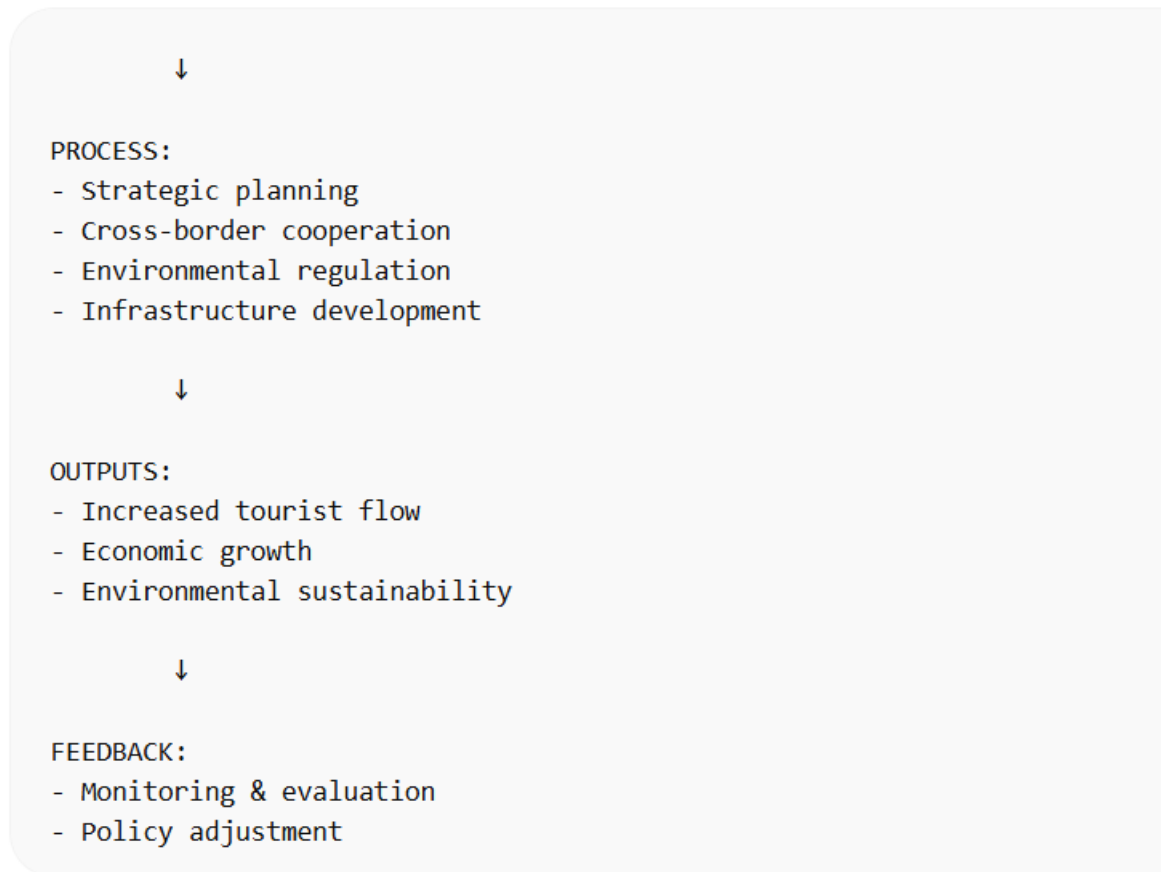 ↓
PROCESS:
- Strategic planning
- Cross-border cooperation
- Environmental regulation
- Infrastructure development
↓
OUTPUTS:
- Increased tourist flow
- Economic growth
- Environmental sustainability
↓
FEEDBACK:
- Monitoring & evaluation
- Policy adjustment